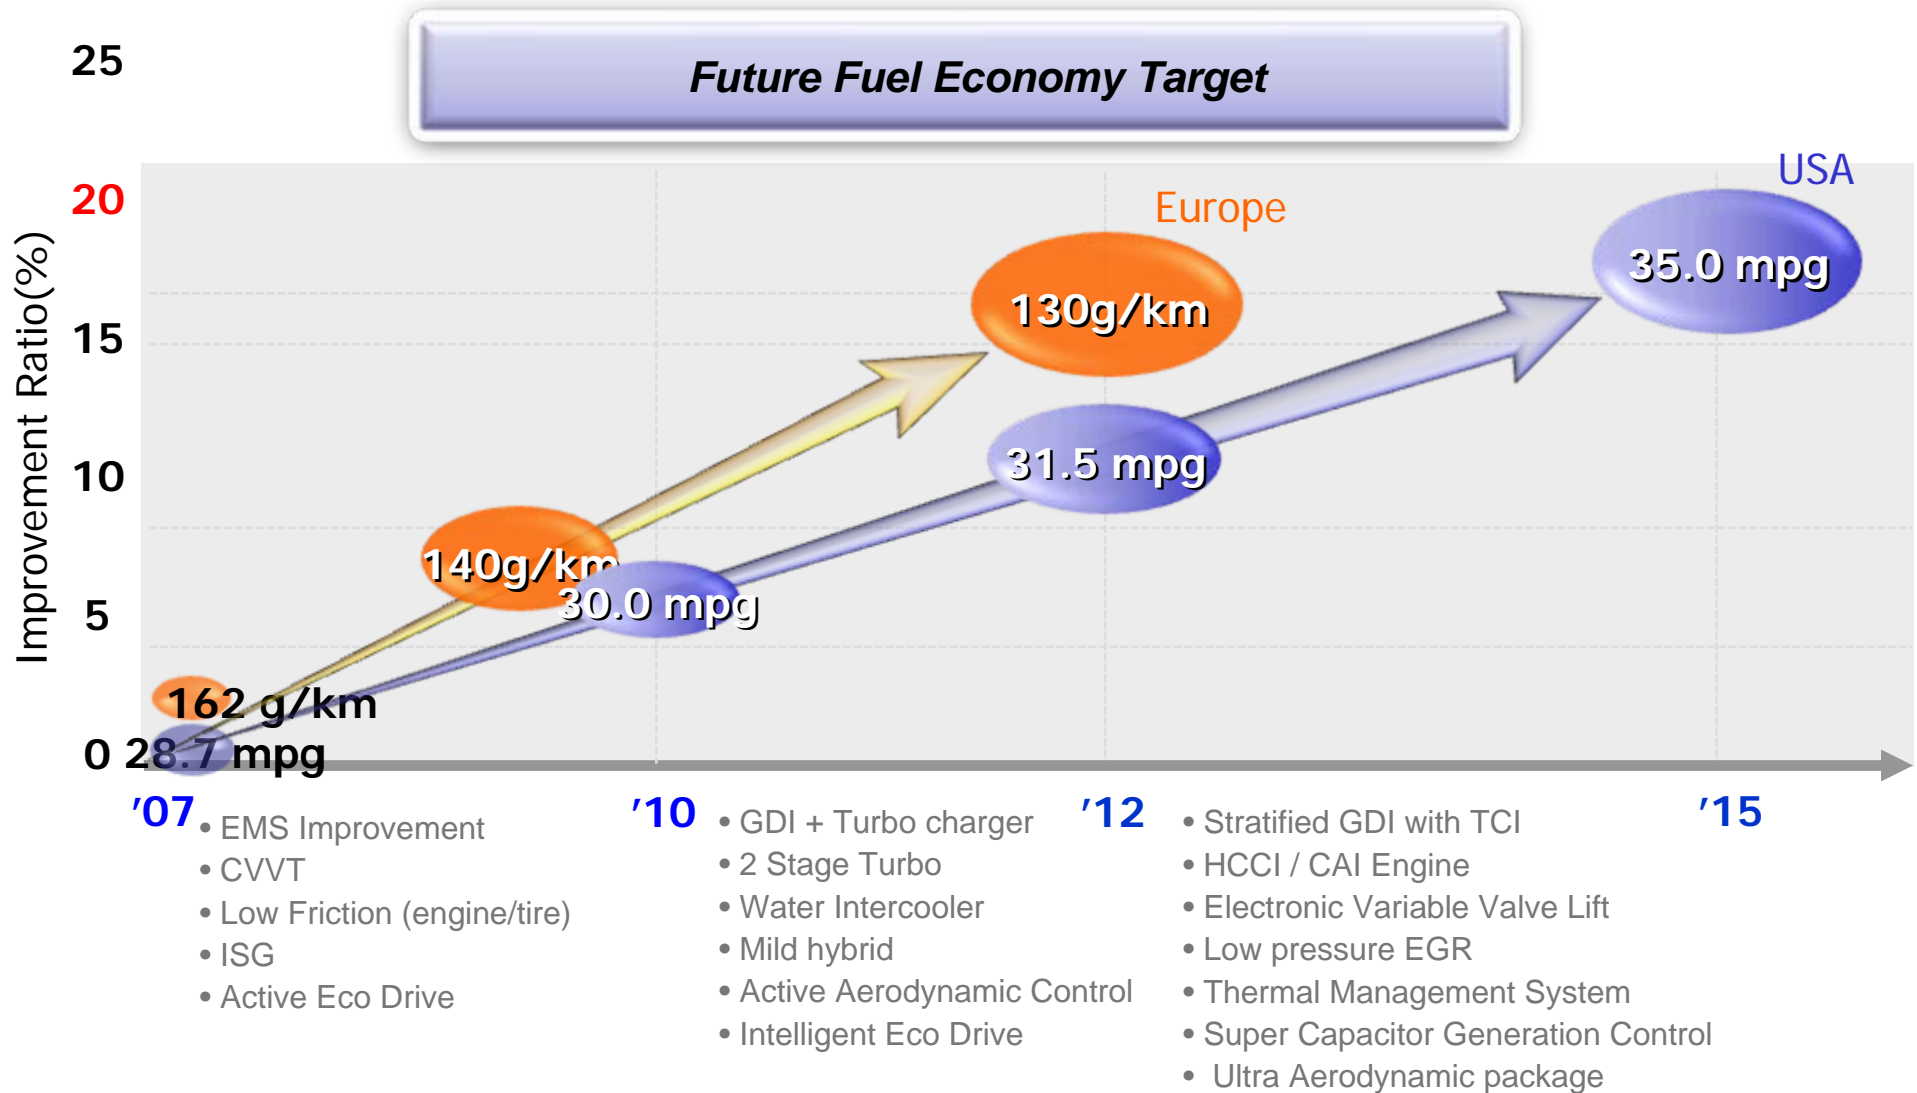 Future Fuel Economy Target
25
20
15
10
5
0
Improvement Ratio(%)
Europe
USA
35.0 mpg
130g/km
31.5 mpg
140g/km
30.0 mpg
162 g/km
28.7 mpg
'07
'10
'12
'15
• EMS Improvement
• CVVT
• Low Friction (engine/tire)
• ISG
• Active Eco Drive
• GDI + Turbo charger
• 2 Stage Turbo
• Water Intercooler
• Mild hybrid
• Active Aerodynamic Control
• Intelligent Eco Drive
• Stratified GDI with TCI
• HCCI / CAI Engine
• Electronic Variable Valve Lift
• Low pressure EGR
• Thermal Management System
• Super Capacitor Generation Control
• Ultra Aerodynamic package